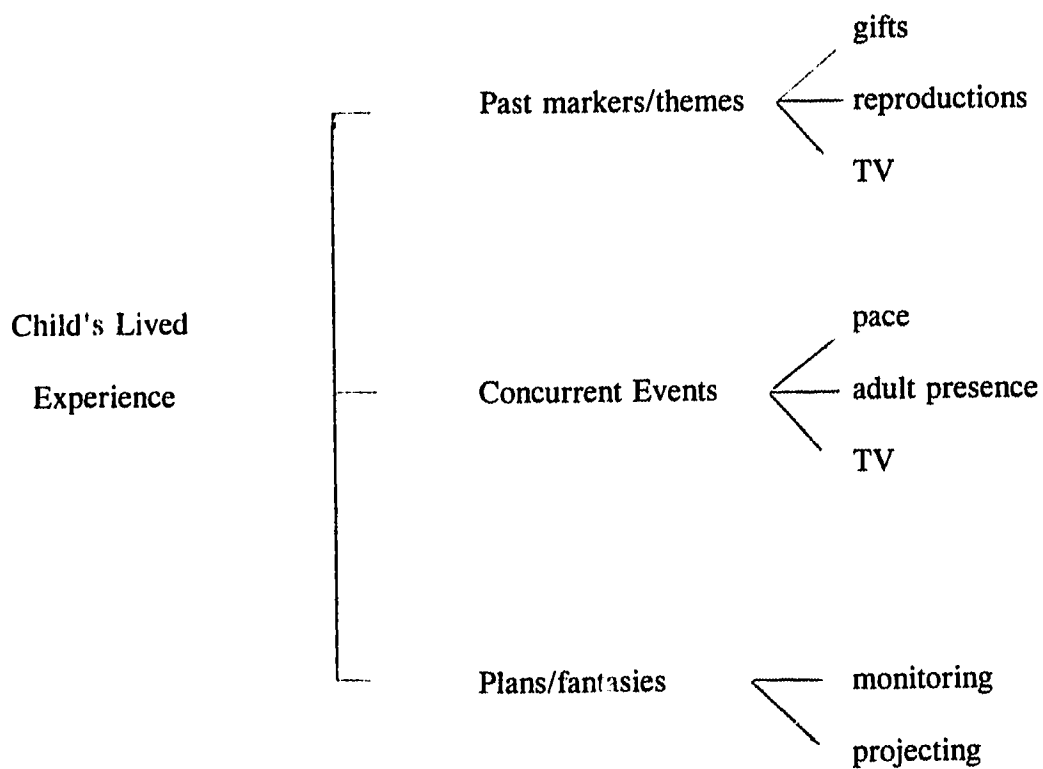 gifts
Past markers/themes
reproductions
TV
Child's Lived
Experience
pace
Concurrent Events
adult presence
TV
Plans/fantasies
monitoring
projecting